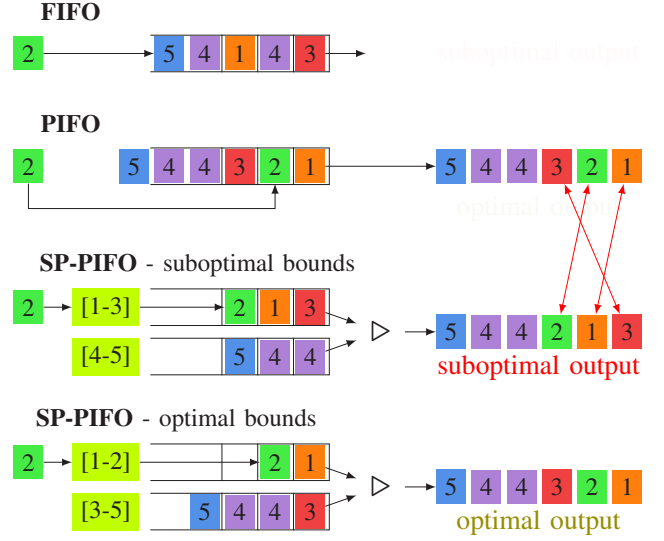 FIFO
2 5 4 1 4 3 suboptimal output
PIFO
2 5 4 4 3 2 1 5 4 4 3 2 1
optimal output
SP-PIFO - suboptimal bounds
2 [1-3] 2 1 3
5 4 4 2 1 3
[4-5] 5 4 4
suboptimal output
SP-PIFO - optimal bounds
2 [1-2] 2 1
5 4 4 3 2 1
[3-5] 5 4 4 3
optimal output